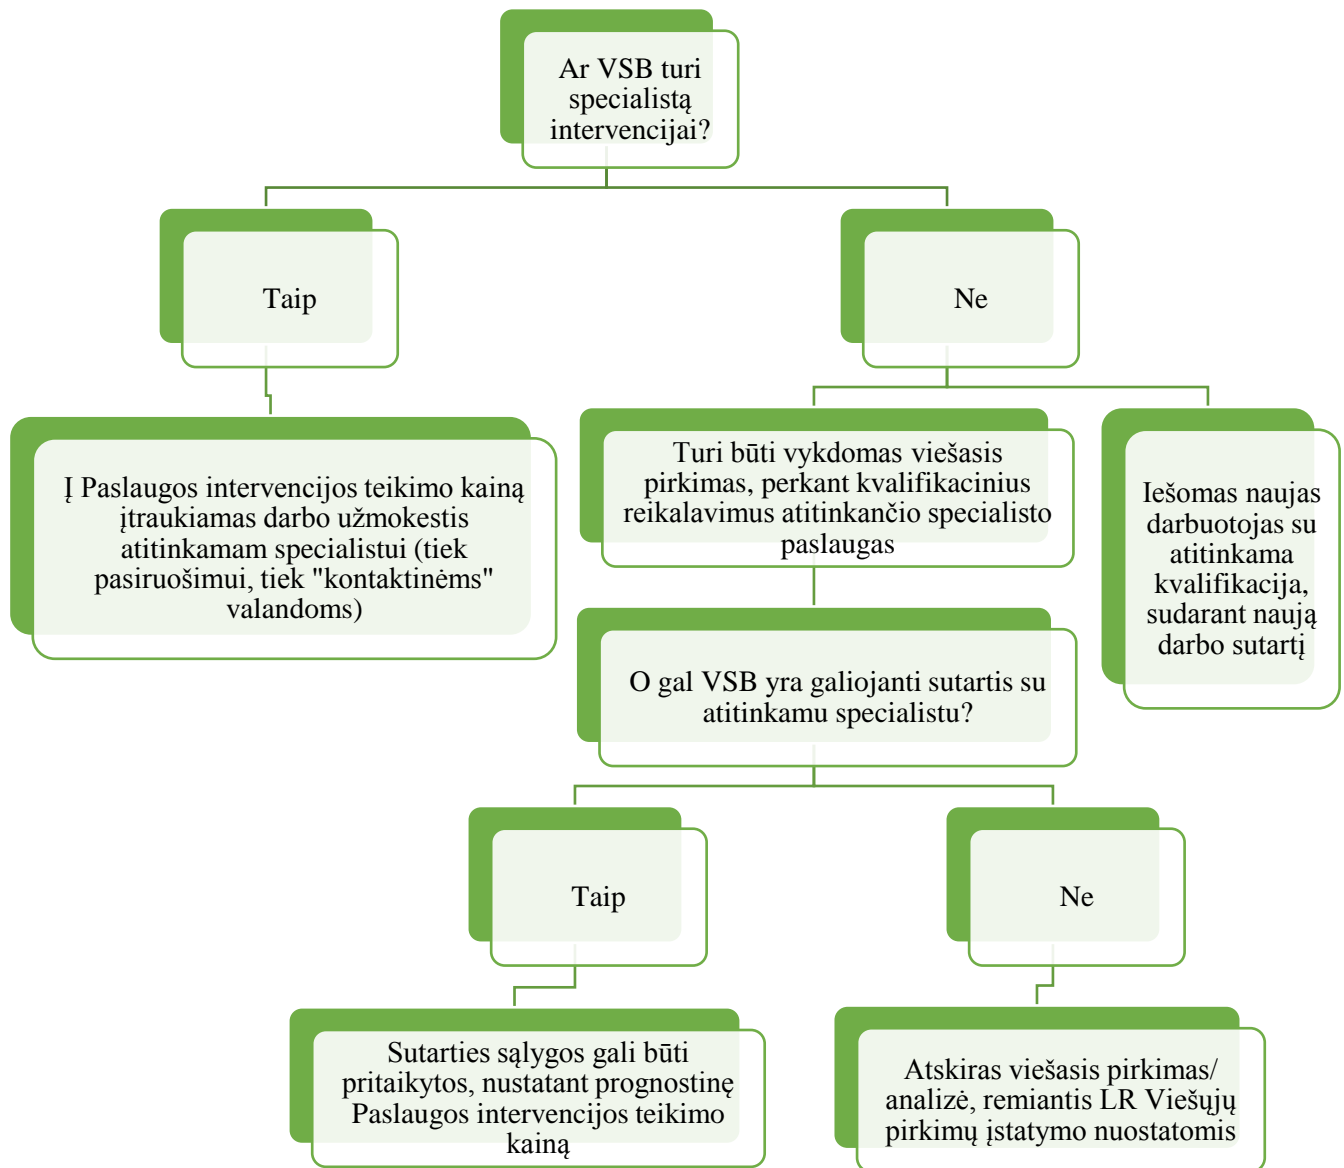 Ar VSB turi
specialistą
intervencijai?
Taip
Ne
Į Paslaugos intervencijos teikimo kainą
įtraukiamas darbo užmokestis
atitinkamam specialistui (tiek
pasiruošimui, tiek "kontaktinėms"
valandoms)
Turi būti vykdomas viešasis
pirkimas, perkant kvalifikacinius
reikalavimus atitinkančio specialisto
paslaugas
Iešomas naujas
darbuotojas su
atitinkama
kvalifikacija,
sudarant naują
darbo sutartį
O gal VSB yra galiojanti sutartis su
atitinkamu specialistu?
Taip
Ne
Sutarties sąlygos gali būti
pritaikytos, nustatant prognostinę
Paslaugos intervencijos teikimo
kainą
Atskiras viešasis pirkimas/
analizė, remiantis LR Viešųjų
pirkimų įstatymo nuostatomis